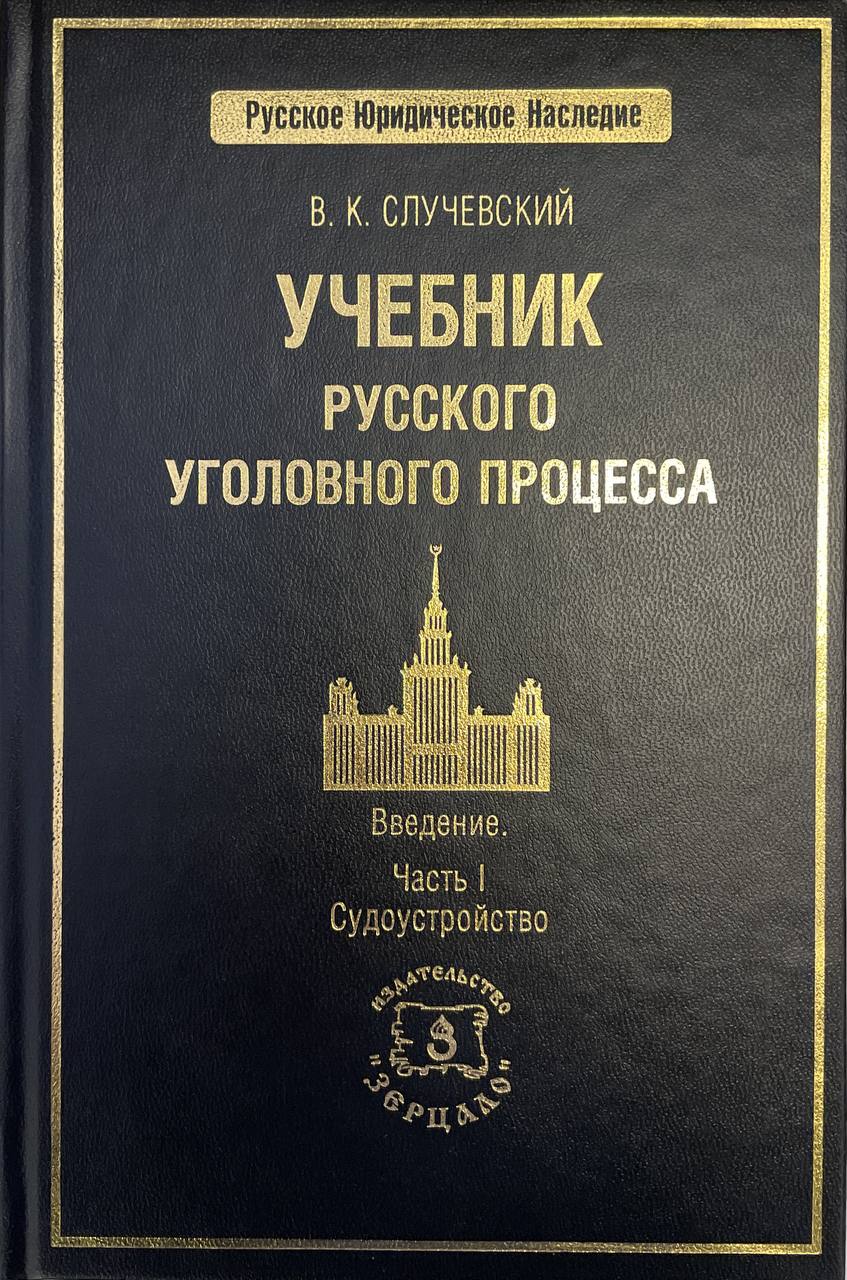 Русское Юридическое Наследие
В. К. СЛУЧЕВСКИЙ
УЧЕБНИК
РУССКОГО
УГОЛОВНОГО ПРОЦЕССА
Введение.
Часть I
Судоустройство
ИЗДАТЕЛЬСТВО
З
"ЗЕРЦАЛО"